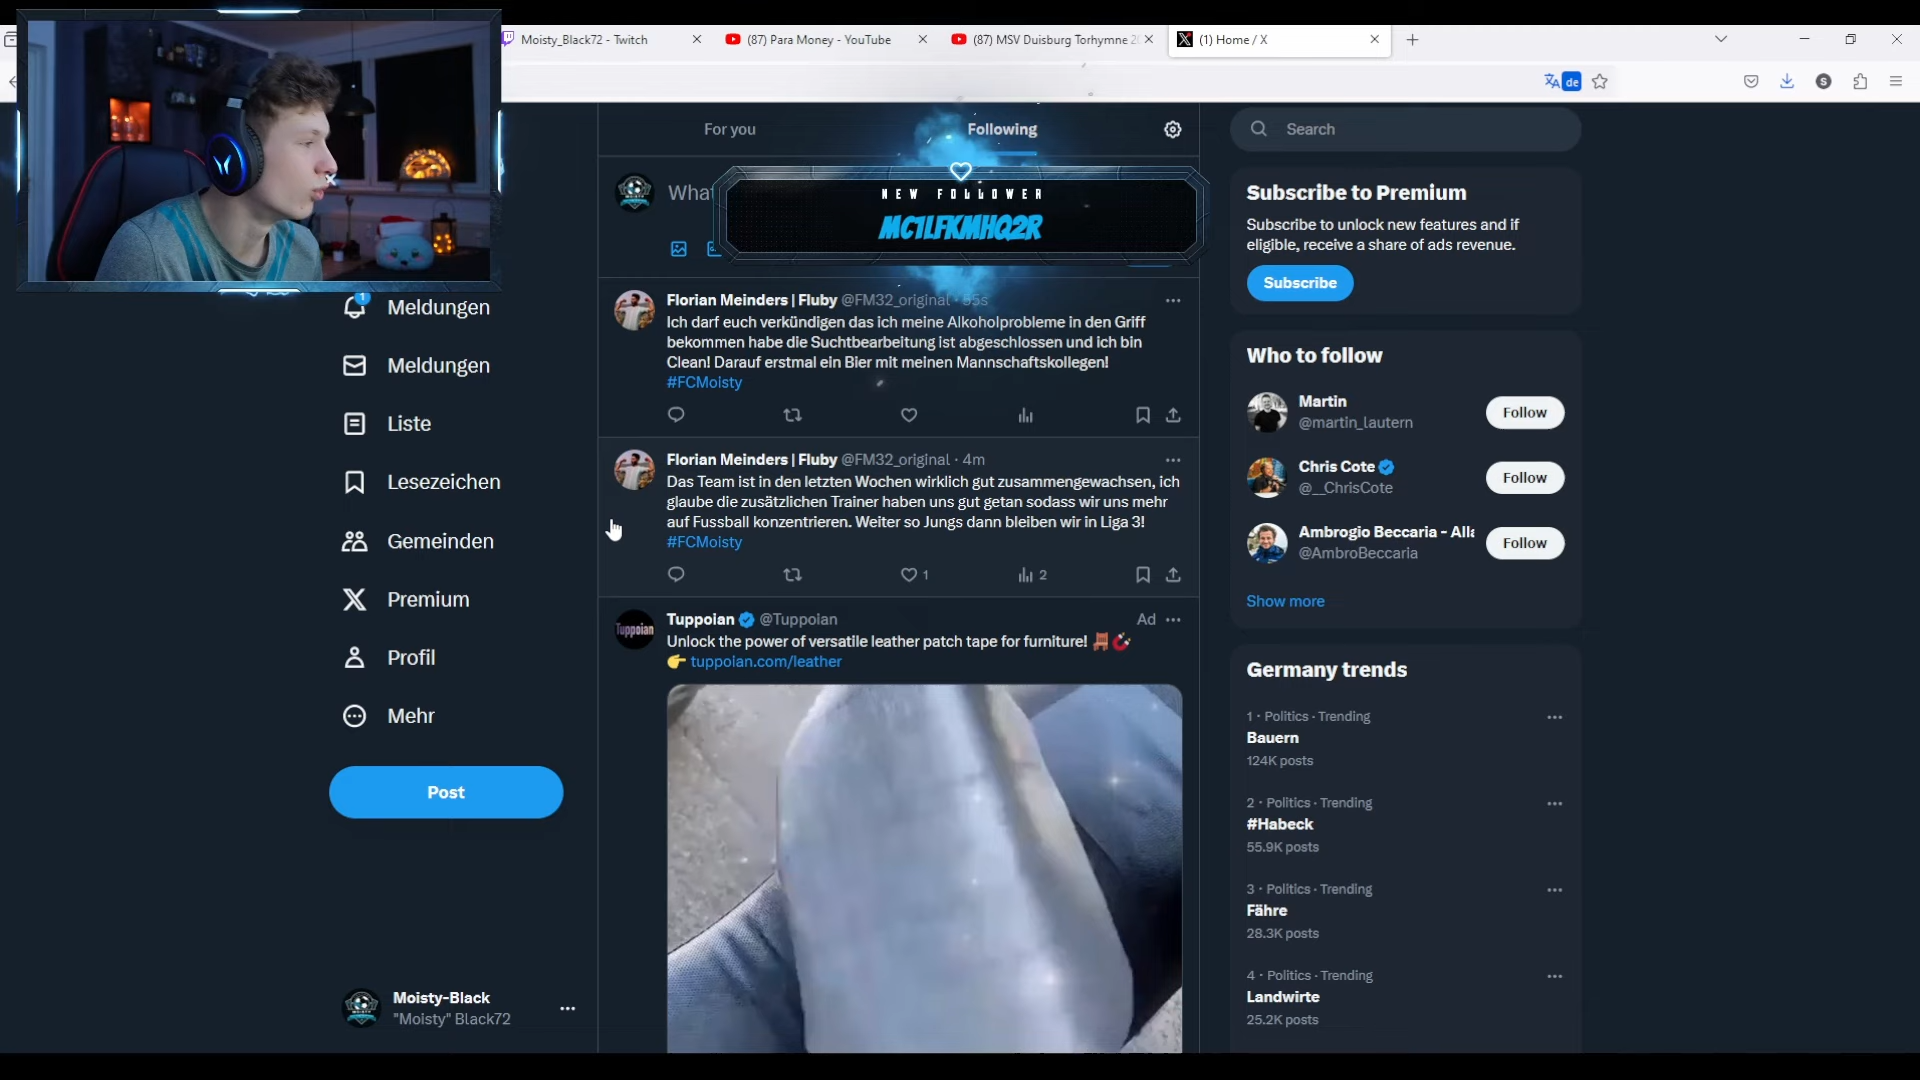 Moisty_Black72 - Twitch
(87) Para Money - YouTube
(87) MSV Duisburg Torhymne 2
(1) Home / X
de
S
For you
Following
Search
NEW FOLLOWER
MC1LFKMHQ2R
What
Florian Meinders | Fluby @FM32_original · 55s
Ich darf euch verkündigen das ich meine Alkoholprobleme in den Griff
bekommen habe die Suchtbearbeitung ist abgeschlossen und ich bin
Clean! Darauf erstmal ein Bier mit meinen Mannschaftskollegen!
#FCMoisty
Florian Meinders | Fluby @FM32_original · 4m
Das Team ist in den letzten Wochen wirklich gut zusammengewachsen, ich
glaube die zusätzlichen Trainer haben uns gut getan sodass wir uns mehr
auf Fussball konzentrieren. Weiter so Jungs dann bleiben wir in Liga 3!
#FCMoisty
1
2
Tuppoian @Tuppoian
Ad
Tuppoian
Unlock the power of versatile leather patch tape for furniture!
tuppoian.com/leather
1
Meldungen
Meldungen
Liste
Lesezeichen
Gemeinden
Premium
Profil
Mehr
Post
Moisty-Black
"Moisty" Black72
Subscribe to Premium
Subscribe to unlock new features and if
eligible, receive a share of ads revenue.
Subscribe
Who to follow
Martin
@martin_lautern
Follow
Chris Cote
@__ChrisCote
Follow
Ambrogio Beccaria - Alla
@AmbroBeccaria
Follow
Show more
Germany trends
1 · Politics · Trending
Bauern
124K posts
2 · Politics · Trending
#Habeck
55.9K posts
3 · Politics · Trending
Fähre
28.3K posts
4 · Politics · Trending
Landwirte
25.2K posts